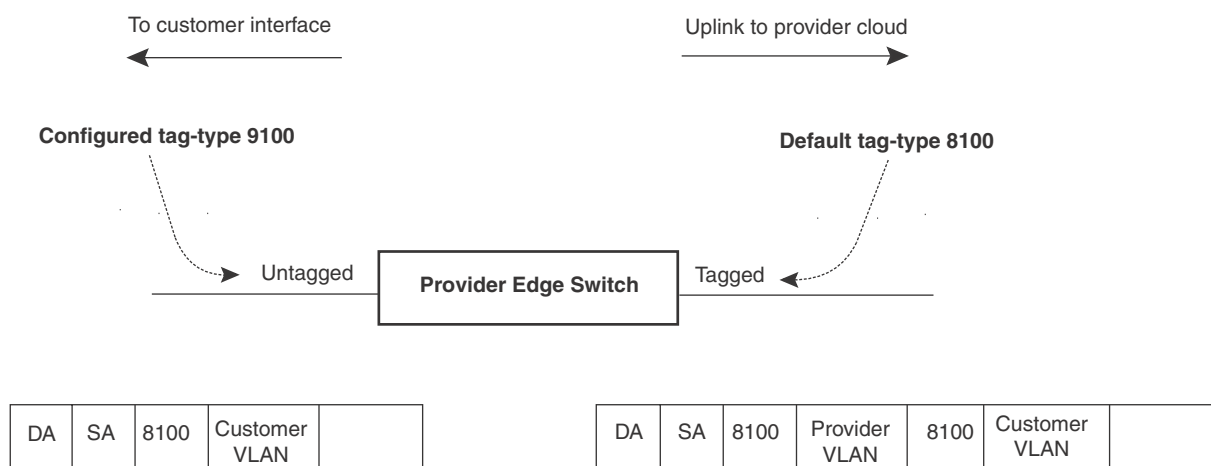 To customer interface
Uplink to provider cloud
Configured tag-type 9100
Default tag-type 8100
Untagged
Provider Edge Switch
Tagged
DA SA 8100 Customer VLAN
DA SA 8100 Provider VLAN 8100 Customer VLAN